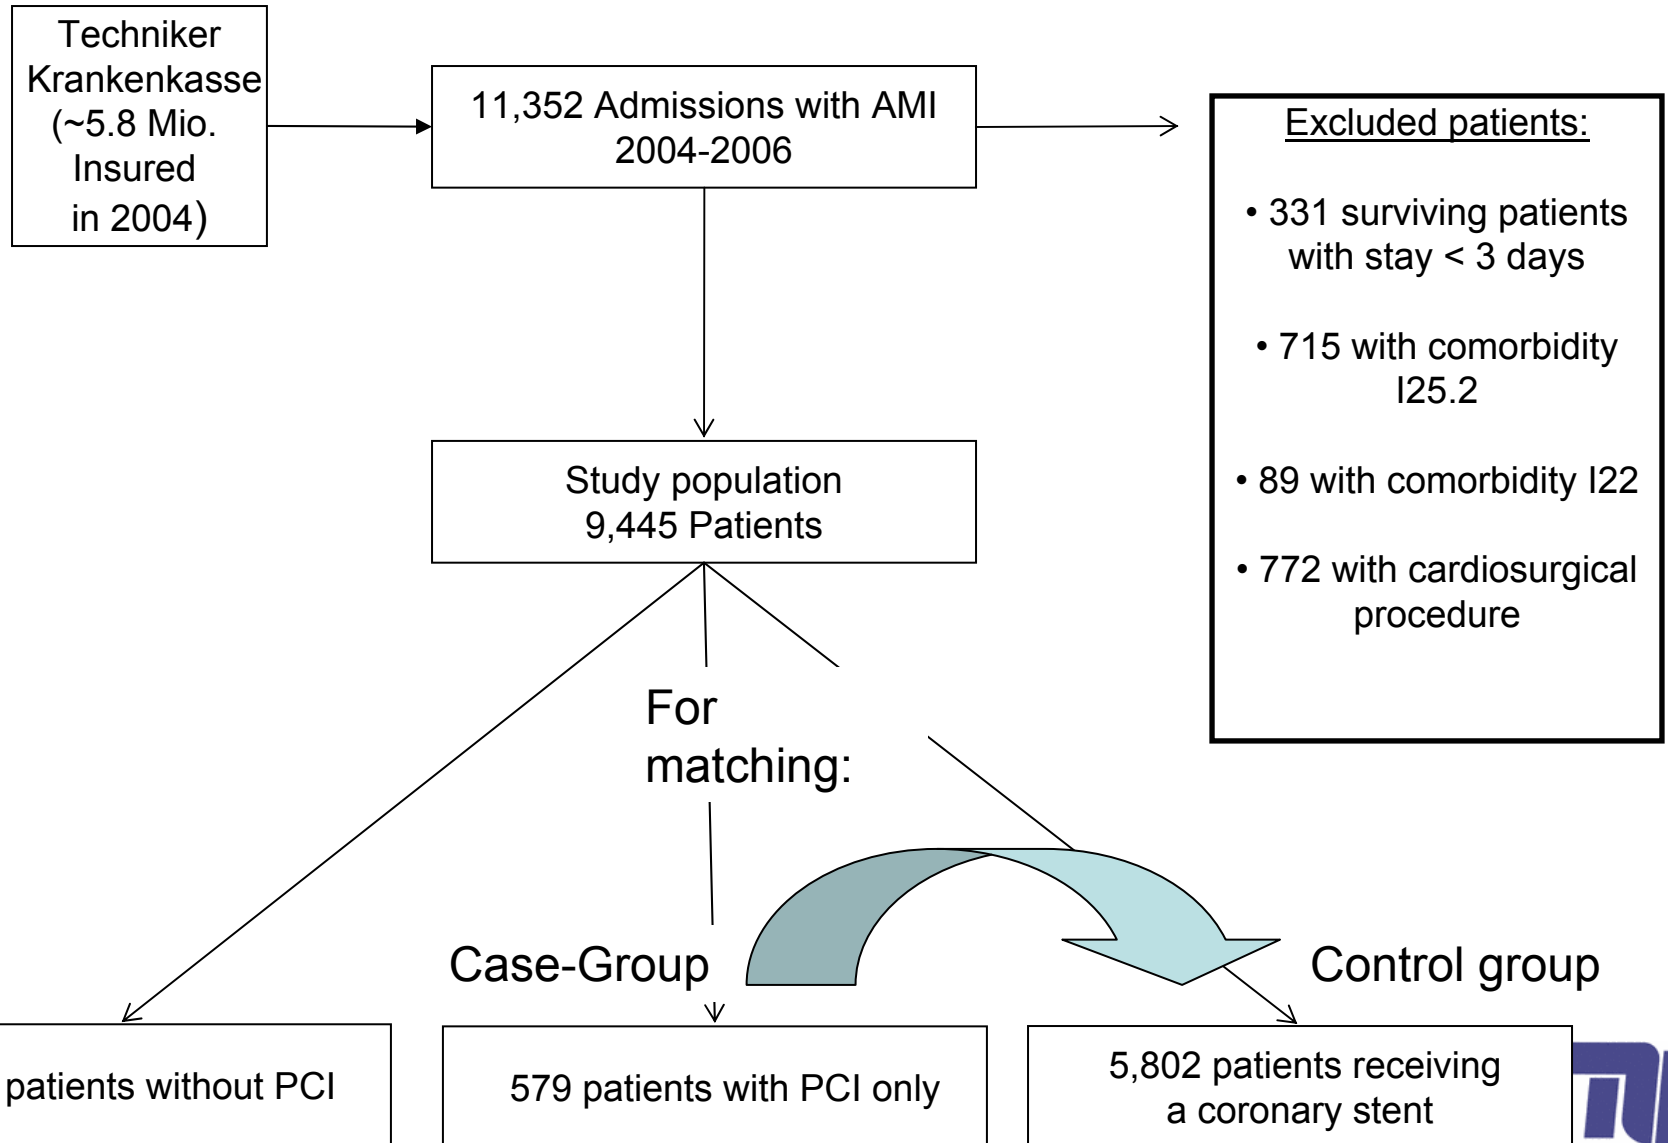 Techniker
Krankenkasse
(~5.8 Mio.
Insured
in 2004)
11,352 Admissions with AMI
2004-2006
Excluded patients:
• 331 surviving patients
with stay < 3 days
• 715 with comorbidity
I25.2
• 89 with comorbidity I22
• 772 with cardiosurgical
procedure
Study population
9,445 Patients
For
matching:
Case-Group
Control group
patients without PCI
579 patients with PCI only
5,802 patients receiving
a coronary stent